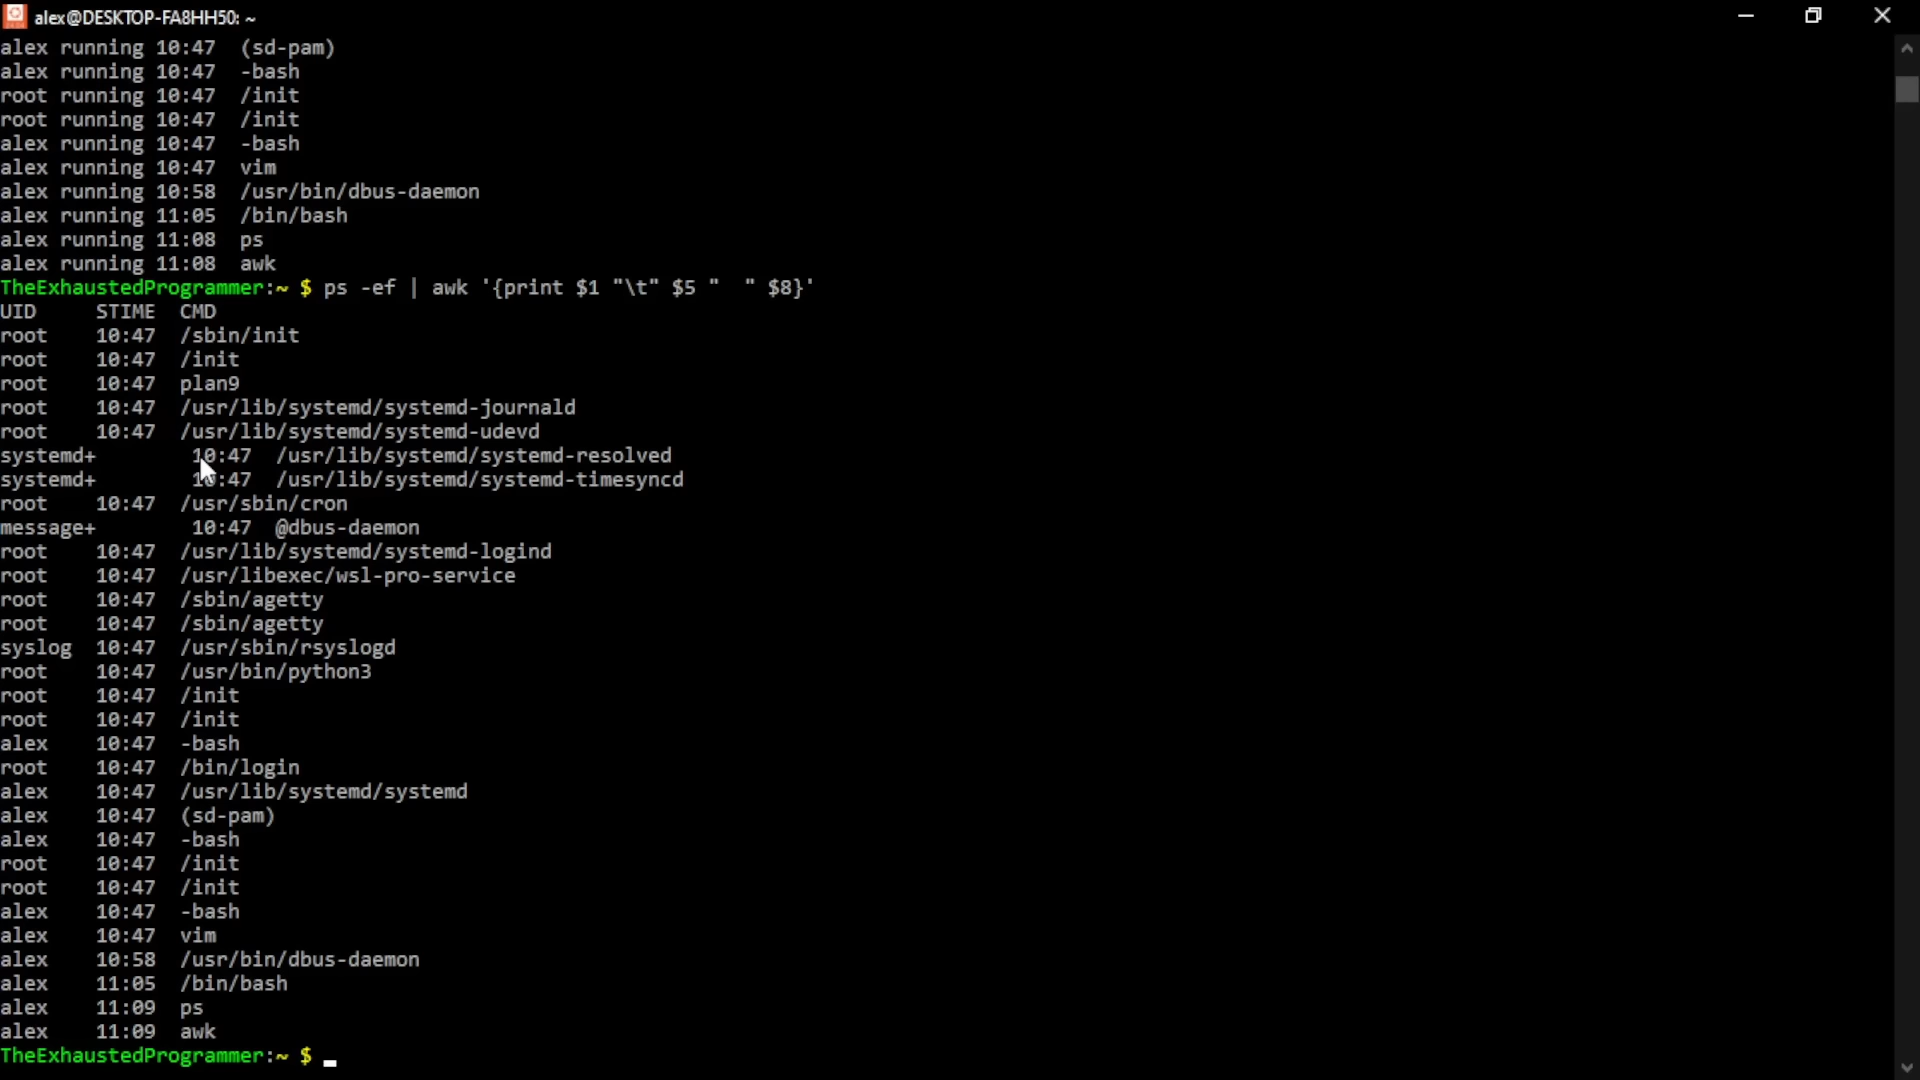 alex@DESKTOP-FA8HH50: ~
alex running 10:47  (sd-pam)
alex running 10:47  -bash
root running 10:47  /init
root running 10:47  /init
alex running 10:47  -bash
alex running 10:47  vim
alex running 10:58  /usr/bin/dbus-daemon
alex running 11:05  /bin/bash
alex running 11:08  ps
alex running 11:08  awk
TheExhaustedProgrammer:~ $ ps -ef | awk '{print $1 "\t" $5 "  " $8}'
UID     STIME  CMD
root    10:47  /sbin/init
root    10:47  /init
root    10:47  plan9
root    10:47  /usr/lib/systemd/systemd-journald
root    10:47  /usr/lib/systemd/systemd-udevd
systemd+        10:47  /usr/lib/systemd/systemd-resolved
systemd+        10:47  /usr/lib/systemd/systemd-timesyncd
root    10:47  /usr/sbin/cron
message+        10:47  @dbus-daemon
root    10:47  /usr/lib/systemd/systemd-logind
root    10:47  /usr/libexec/wsl-pro-service
root    10:47  /sbin/agetty
root    10:47  /sbin/agetty
syslog  10:47  /usr/sbin/rsyslogd
root    10:47  /usr/bin/python3
root    10:47  /init
root    10:47  /init
alex    10:47  -bash
root    10:47  /bin/login
alex    10:47  /usr/lib/systemd/systemd
alex    10:47  (sd-pam)
alex    10:47  -bash
root    10:47  /init
root    10:47  /init
alex    10:47  -bash
alex    10:47  vim
alex    10:58  /usr/bin/dbus-daemon
alex    11:05  /bin/bash
alex    11:09  ps
alex    11:09  awk
TheExhaustedProgrammer:~ $ _